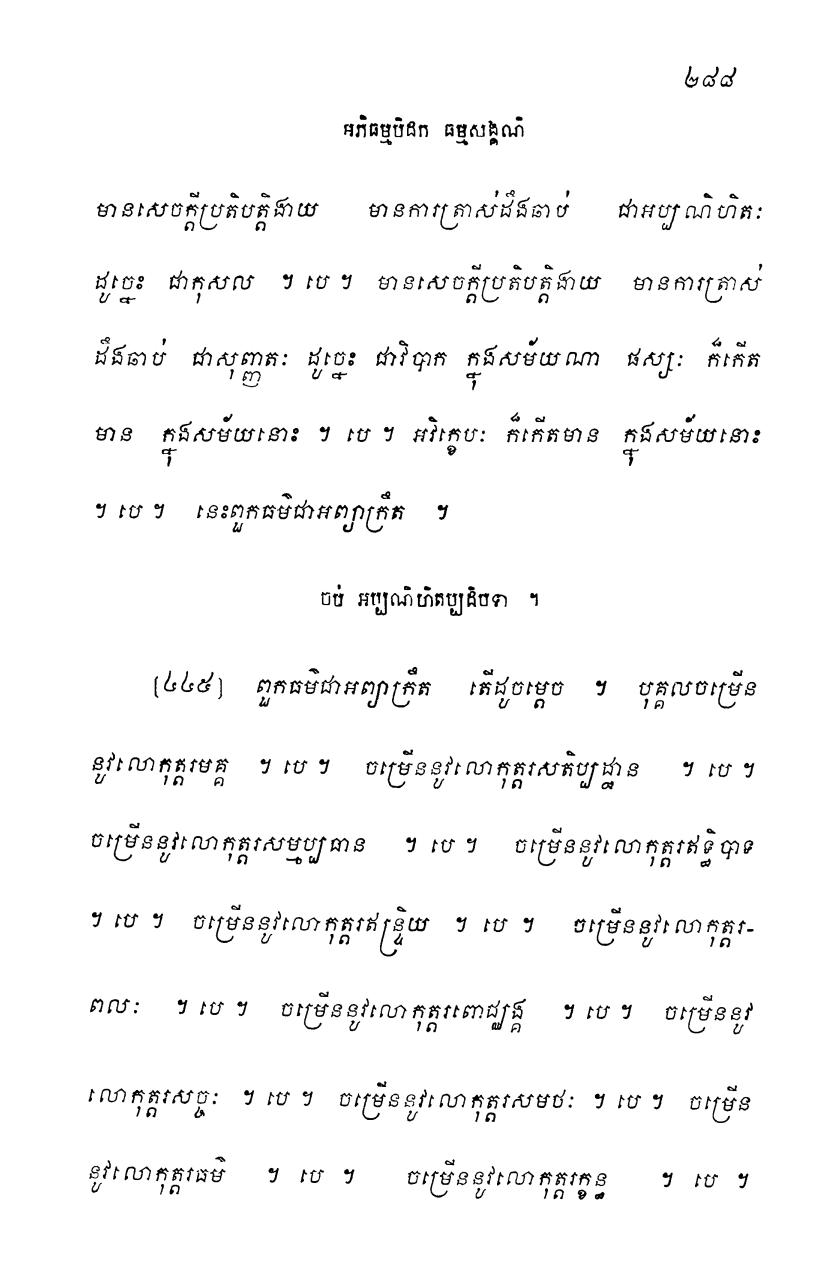 ២៨៨
អភិធម្មបិដក ធម្មសង្គណិ
មានសេចក្តីប្រតិបត្តិងាយ មានការត្រាស់ដឹងឆាប់ ជាអប្បណិហិតៈ
ដូច្នេះ ជាកុសល ។ បេ ។ មានសេចក្តីប្រតិបត្តិងាយ មានការត្រាស់
ដឹងឆាប់ ជាសុញ្ញតៈ ដូច្នេះ ជាវិបាក ក្នុងសម័យណា ផស្សៈ ក៏កើត
មាន ក្នុងសម័យនោះ ។ បេ ។ អវិក្ខេបៈ ក៏កើតមាន ក្នុងសម័យនោះ
។ បេ ។ នេះពួកធម៌ជាអព្យាក្រឹត ។
ចប់ អប្បណិហិតប្បដិបទា ។
[៤៤៥] ពួកធម៌ជាអព្យាក្រឹត តើដូចម្តេច ។ បុគ្គលចម្រើន
នូវលោកុត្តរមគ្គ ។ បេ ។ ចម្រើននូវលោកុត្តរសតិប្បដ្ឋាន ។ បេ ។
ចម្រើននូវលោកុត្តរសម្មប្បធាន ។ បេ ។ ចម្រើននូវលោកុត្តរឥទ្ធិបាទ
។ បេ ។ ចម្រើននូវលោកុត្តរឥន្ទ្រិយ ។ បេ ។ ចម្រើននូវលោកុត្តរ-
ពលៈ ។ បេ ។ ចម្រើននូវលោកុត្តរពោជ្ឈង្គ ។ បេ ។ ចម្រើននូវ
លោកុត្តរសច្ចៈ ។ បេ ។ ចម្រើននូវលោកុត្តរសមថៈ ។ បេ ។ ចម្រើន
នូវលោកុត្តរធម៌ ។ បេ ។ ចម្រើននូវលោកុត្តរក្ខន្ធ ។ បេ ។